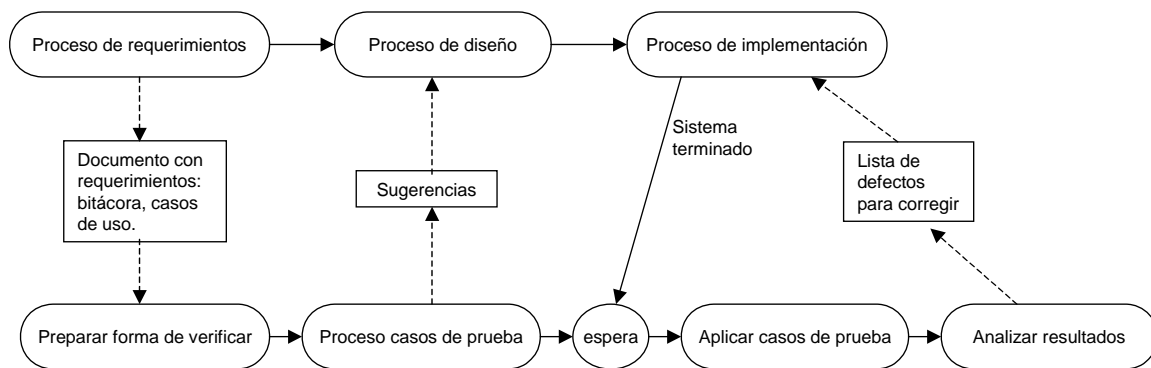 Proceso de requerimientos
Proceso de diseño
Proceso de implementación
Sistema
terminado
Documento con
requerimientos:
bitácora, casos
de uso.
Sugerencias
Lista de
defectos
para corregir
Preparar forma de verificar
Proceso casos de prueba
espera
Aplicar casos de prueba
Analizar resultados